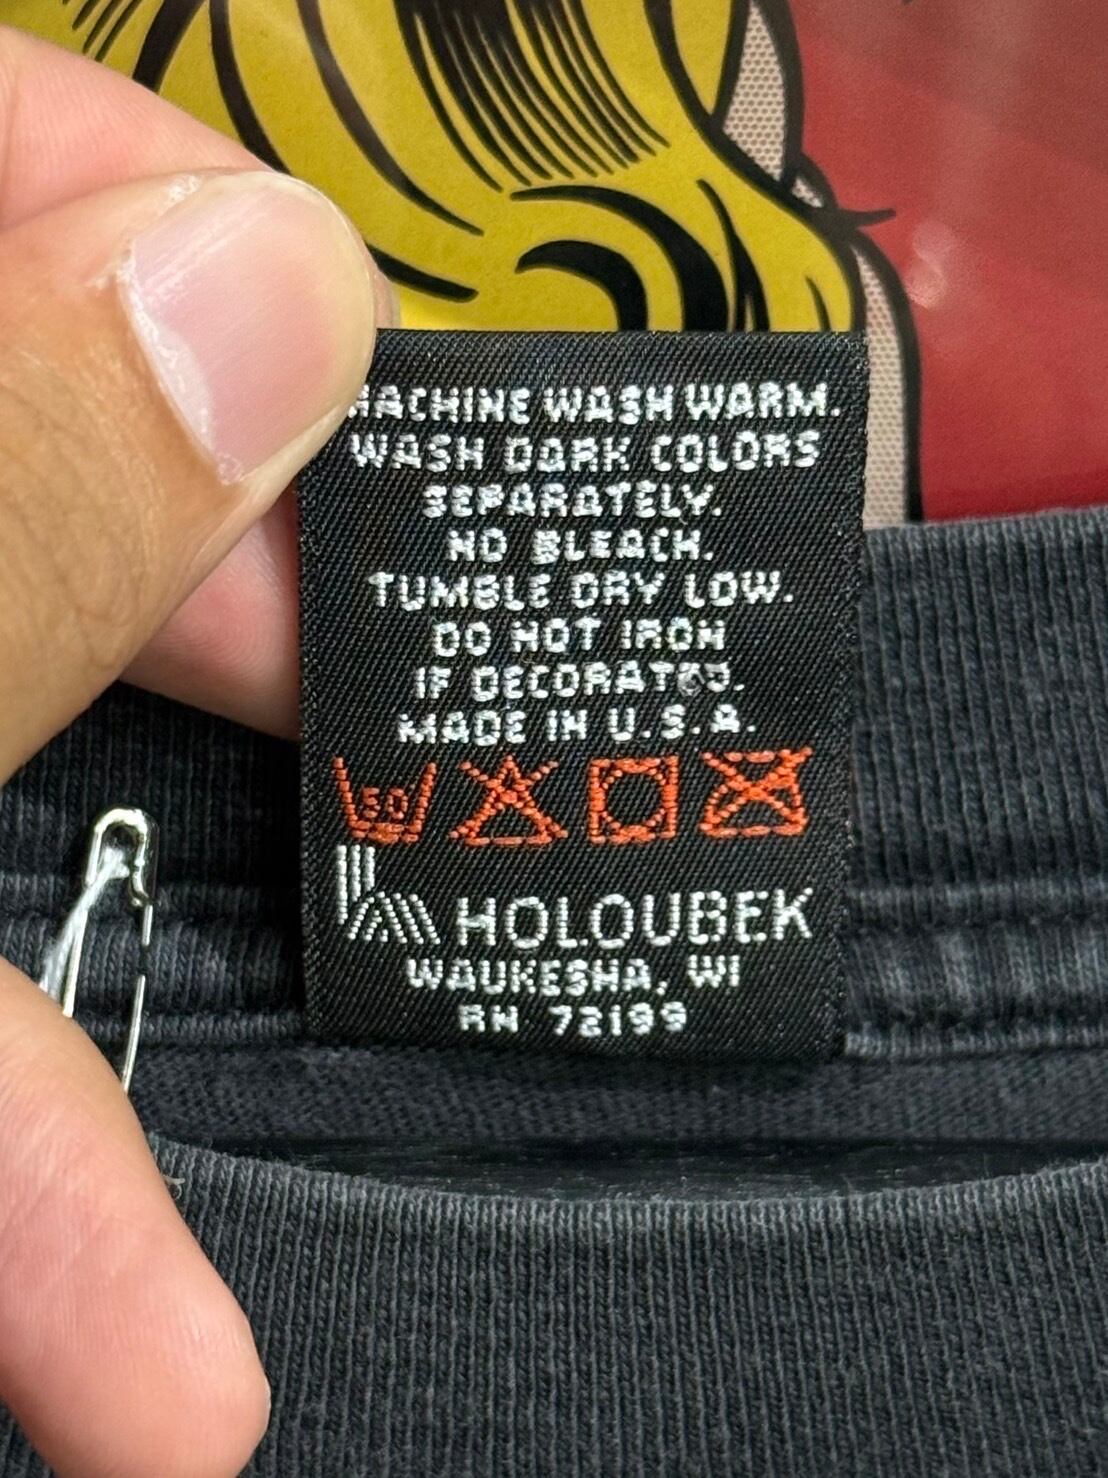 MACHINE WASH WARM.
WASH DARK COLORS
SEPARATELY.
NO BLEACH.
TUMBLE DRY LOW.
DO NOT IRON
IF DECORATED.
MADE IN U.S.A.
50
HOLOUBEK
WAUKESHA, WI
RN 72199